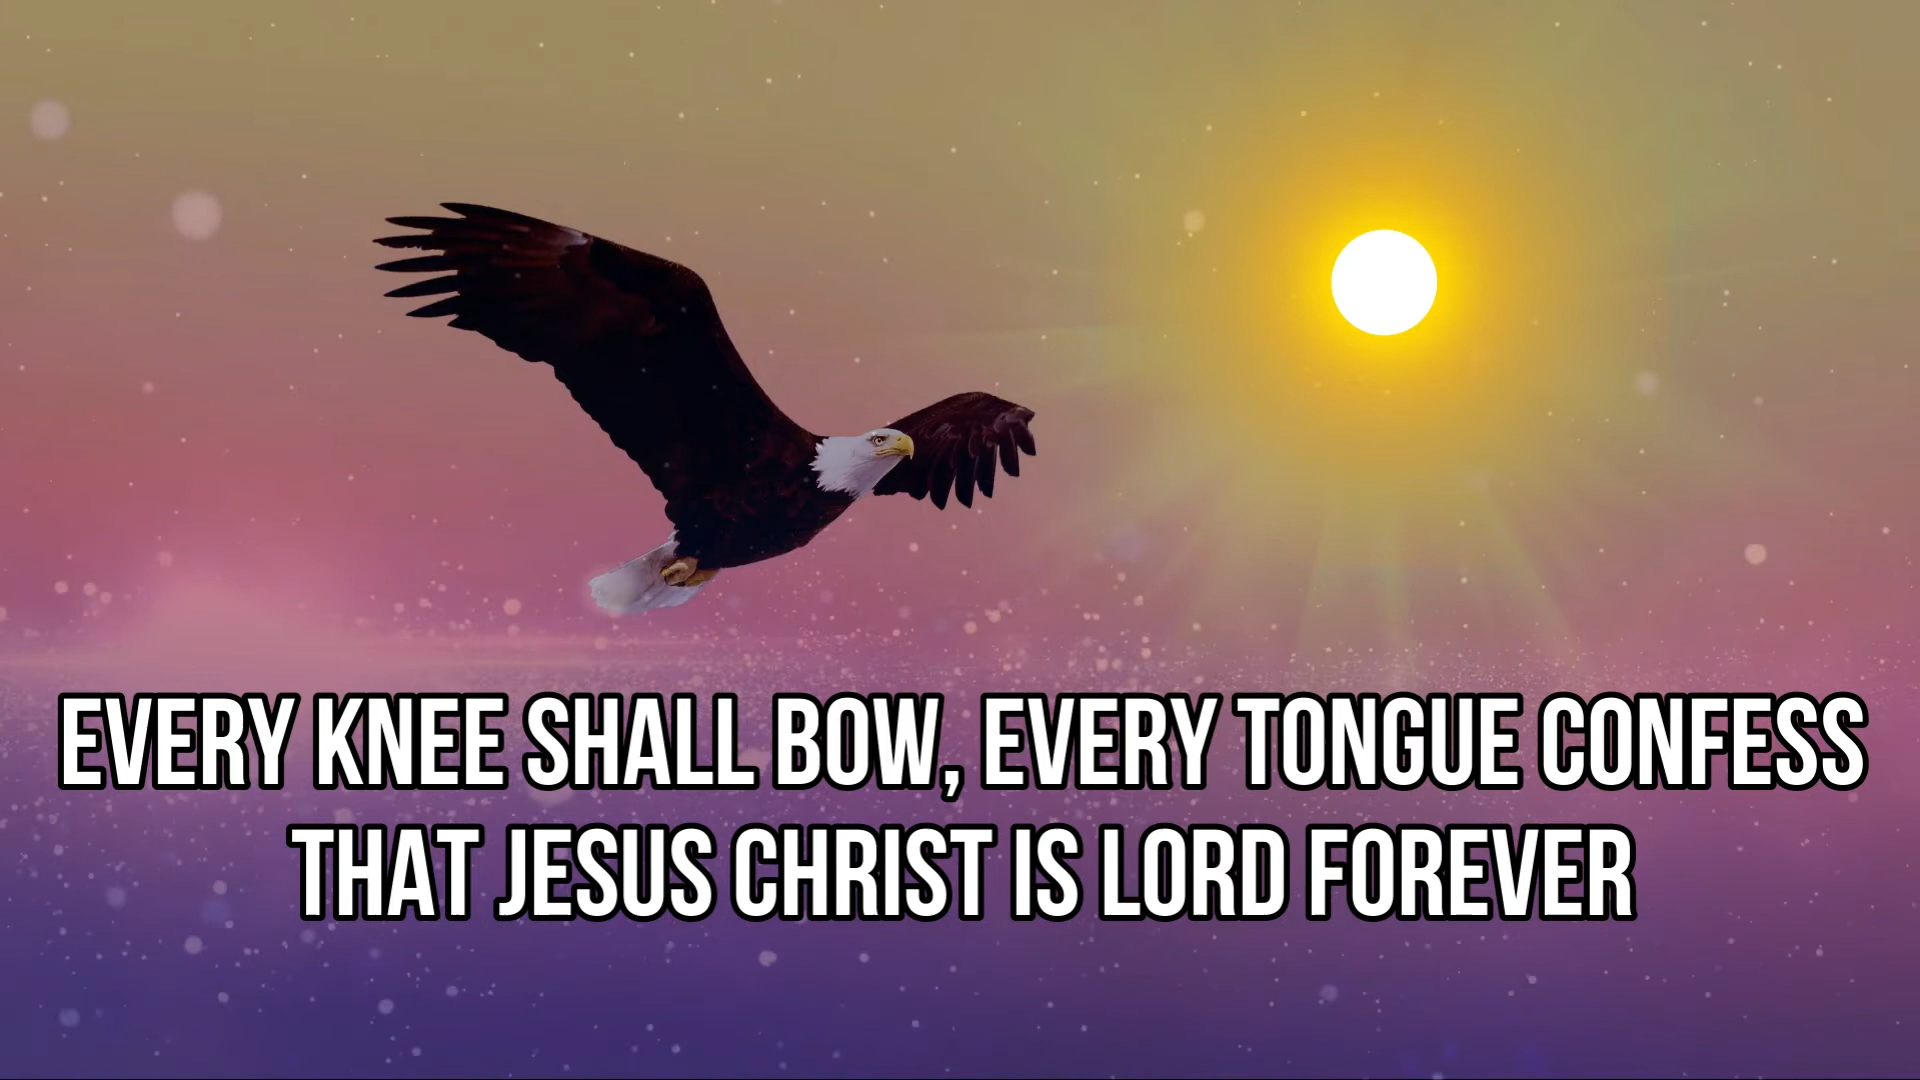 EVERY KNEE SHALL BOW, EVERY TONGUE CONFESS
THAT JESUS CHRIST IS LORD FOREVER